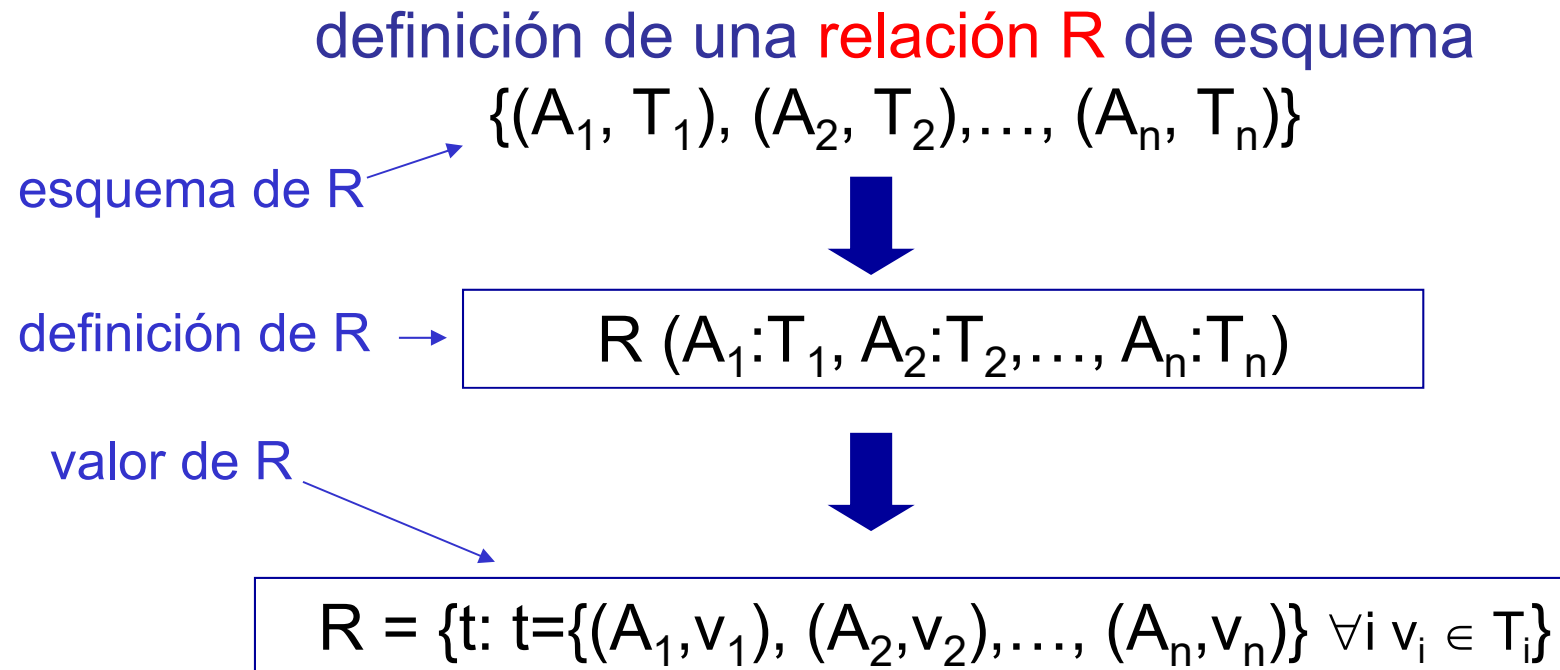 definición de una relación R de esquema
{(A₁, T₁), (A₂, T₂),…, (Aₙ, Tₙ)}
esquema de R
definición de R
R (A₁:T₁, A₂:T₂,…, Aₙ:Tₙ)
valor de R
R = {t: t={(A₁,v₁), (A₂,v₂),…, (Aₙ,vₙ)} ∀i vᵢ ∈ Tᵢ}